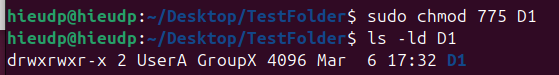 hieudp@hieudp:~/Desktop/TestFolder$ sudo chmod 775 D1
hieudp@hieudp:~/Desktop/TestFolder$ ls -ld D1
drwxrwxr-x 2 UserA GroupX 4096 Mar  6 17:32 D1